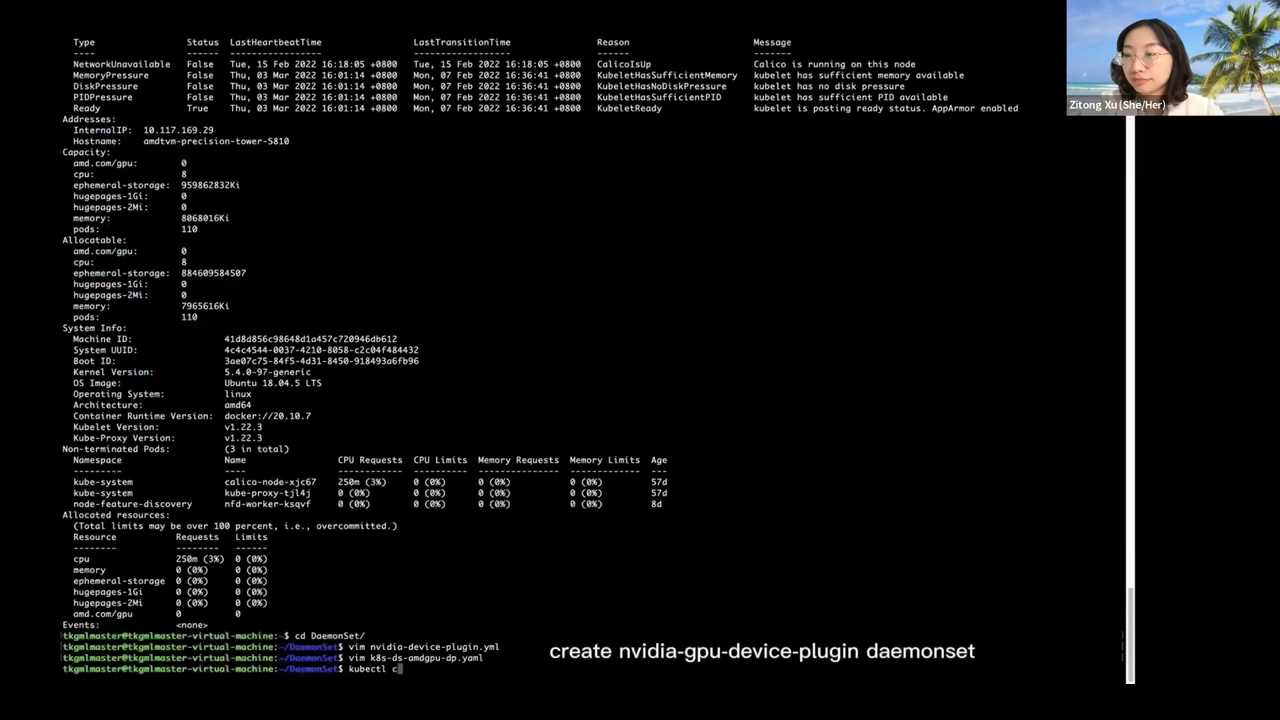 Type Status LastHeartbeatTime LastTransitionTime Reason Message
---- ------ ----------------- ------------------ ------ -------
NetworkUnavailable False Tue, 15 Feb 2022 16:18:05 +0800 Tue, 15 Feb 2022 16:18:05 +0800 CalicoIsUp Calico is running on this node
MemoryPressure False Thu, 03 Mar 2022 16:01:14 +0800 Mon, 07 Feb 2022 16:36:41 +0800 KubeletHasSufficientMemory kubelet has sufficient memory available
DiskPressure False Thu, 03 Mar 2022 16:01:14 +0800 Mon, 07 Feb 2022 16:36:41 +0800 KubeletHasNoDiskPressure kubelet has no disk pressure
PIDPressure False Thu, 03 Mar 2022 16:01:14 +0800 Mon, 07 Feb 2022 16:36:41 +0800 KubeletHasSufficientPID kubelet has sufficient PID available
Ready True Thu, 03 Mar 2022 16:01:14 +0800 Mon, 07 Feb 2022 16:36:41 +0800 KubeletReady kubelet is posting ready status. AppArmor enabled
Zitong Xu (She/Her)
Addresses:
InternalIP: 10.117.169.29
Hostname: amdtvm-precision-tower-5810
Capacity:
amd.com/gpu: 0
cpu: 8
ephemeral-storage: 959862832Ki
hugepages-1Gi: 0
hugepages-2Mi: 0
memory: 8068016Ki
pods: 110
Allocatable:
amd.com/gpu: 0
cpu: 8
ephemeral-storage: 884609584507
hugepages-1Gi: 0
hugepages-2Mi: 0
memory: 7965616Ki
pods: 110
System Info:
Machine ID: 41d8d856c98648d1a457c720946db612
System UUID: 4c4c4544-0037-4210-8058-c2c04f484432
Boot ID: 3ae07c75-84f5-4d31-8450-918493a6fb96
Kernel Version: 5.4.0-97-generic
OS Image: Ubuntu 18.04.5 LTS
Operating System: linux
Architecture: amd64
Container Runtime Version: docker://20.10.7
Kubelet Version: v1.22.3
Kube-Proxy Version: v1.22.3
Non-terminated Pods: (3 in total)
Namespace Name CPU Requests CPU Limits Memory Requests Memory Limits Age
--------- ---- ------------ ---------- --------------- ------------- ---
kube-system calico-node-xjc67 250m (3%) 0 (0%) 0 (0%) 0 (0%) 57d
kube-system kube-proxy-tjl4j 0 (0%) 0 (0%) 0 (0%) 0 (0%) 57d
node-feature-discovery nfd-worker-ksqvf 0 (0%) 0 (0%) 0 (0%) 0 (0%) 8d
Allocated resources:
(Total limits may be over 100 percent, i.e., overcommitted.)
Resource Requests Limits
-------- -------- ------
cpu 250m (3%) 0 (0%)
memory 0 (0%) 0 (0%)
ephemeral-storage 0 (0%) 0 (0%)
hugepages-1Gi 0 (0%) 0 (0%)
hugepages-2Mi 0 (0%) 0 (0%)
amd.com/gpu 0 0
Events: <none>
tkgmlmaster@tkgmlmaster-virtual-machine:~$ cd DaemonSet/
tkgmlmaster@tkgmlmaster-virtual-machine:~/DaemonSet$ vim nvidia-device-plugin.yml
tkgmlmaster@tkgmlmaster-virtual-machine:~/DaemonSet$ vim k8s-ds-amdgpu-dp.yaml
tkgmlmaster@tkgmlmaster-virtual-machine:~/DaemonSet$ kubectl c
create nvidia-gpu-device-plugin daemonset